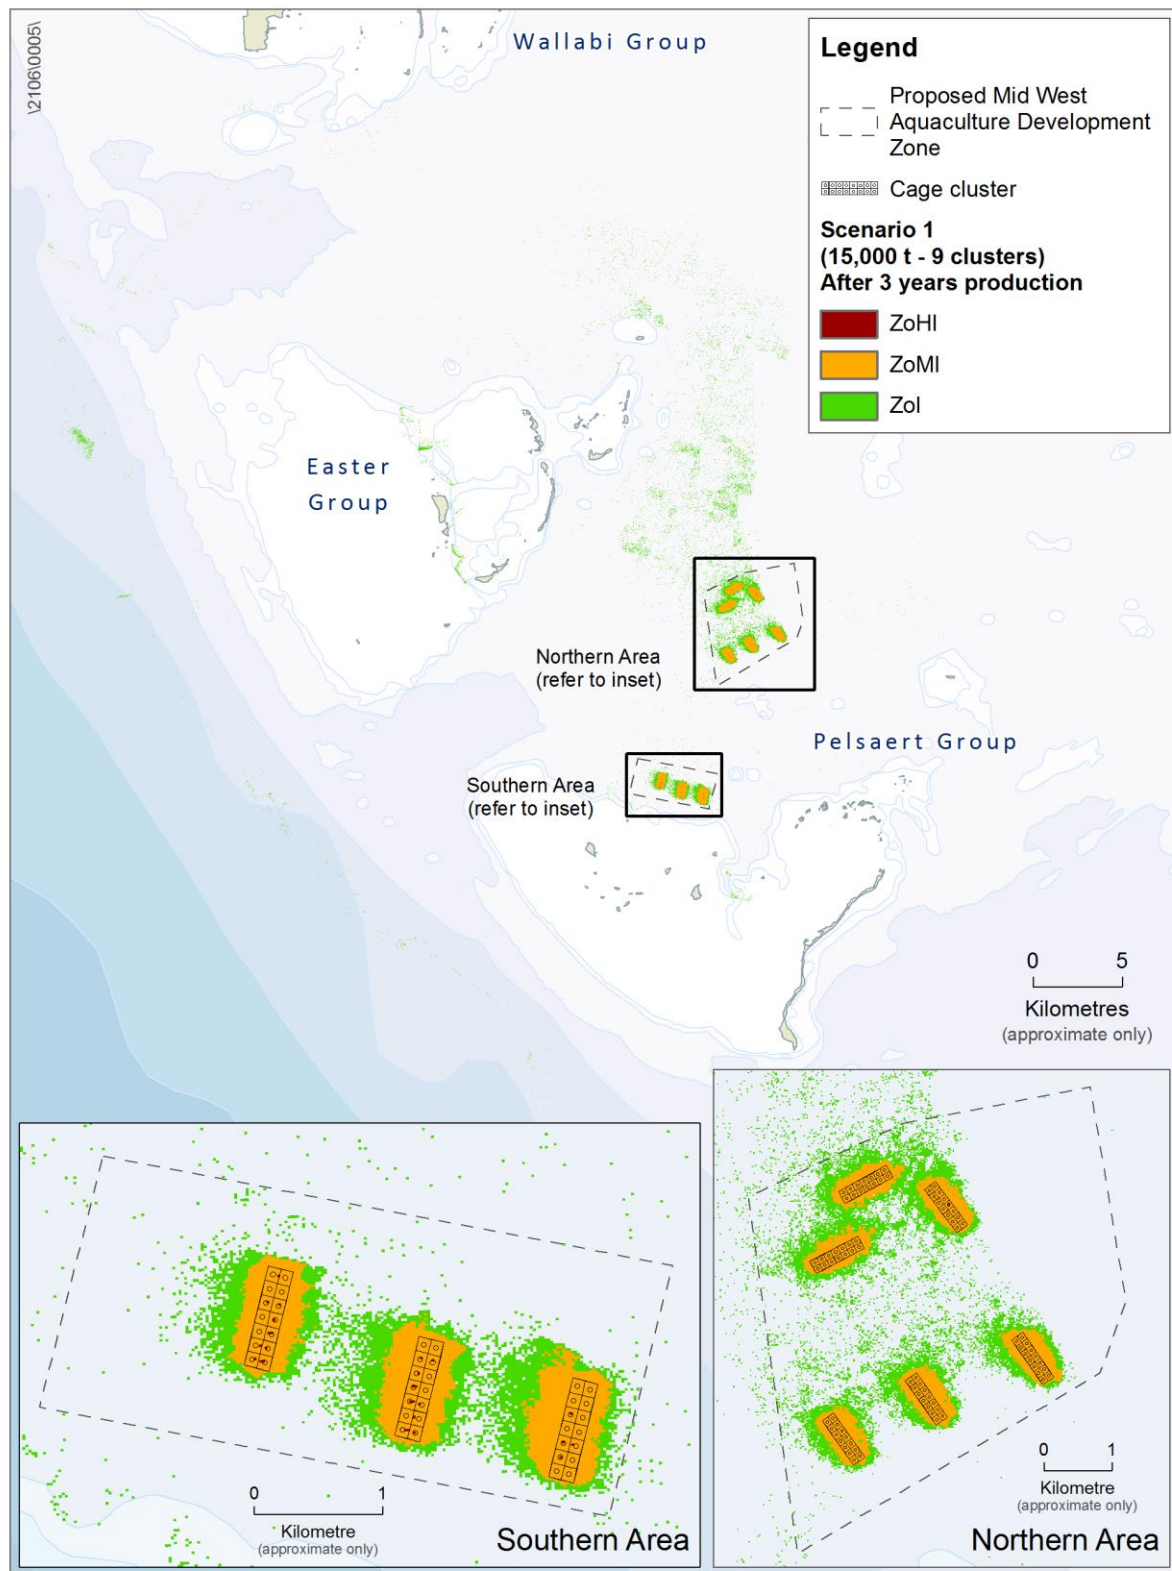 \2106\0005\
Wallabi Group
Legend
Proposed Mid West
Aquaculture Development
Zone
Cage cluster
Scenario 1
(15,000 t - 9 clusters)
After 3 years production
ZoHI
ZoMI
ZoI
Easter
Group
Northern Area
(refer to inset)
Pelsaert Group
Southern Area
(refer to inset)
0 5
Kilometres
(approximate only)
0 1
Kilometre
(approximate only)
Southern Area
0 1
Kilometre
(approximate only)
Northern Area